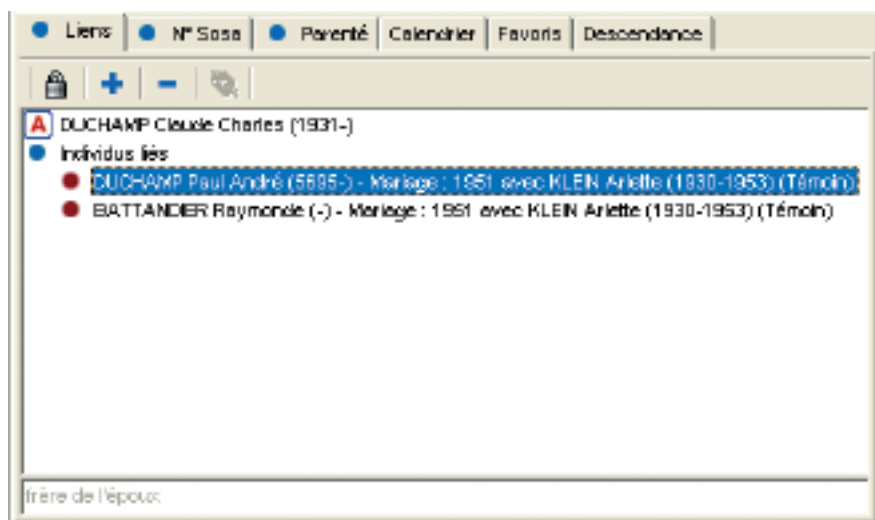 Liens N° Sosa Parenté Calendrier Favoris Descendance
A DUCHAMP Claude Charles (1931-)
Individus liés
DUCHAMP Paul André (5695-) - Mariage : 1951 avec KLEIN Arlette (1930-1953) (Témoin)
BATTANDIER Raymonde (-) - Mariage : 1951 avec KLEIN Arlette (1930-1953) (Témoin)
frère de l'époux